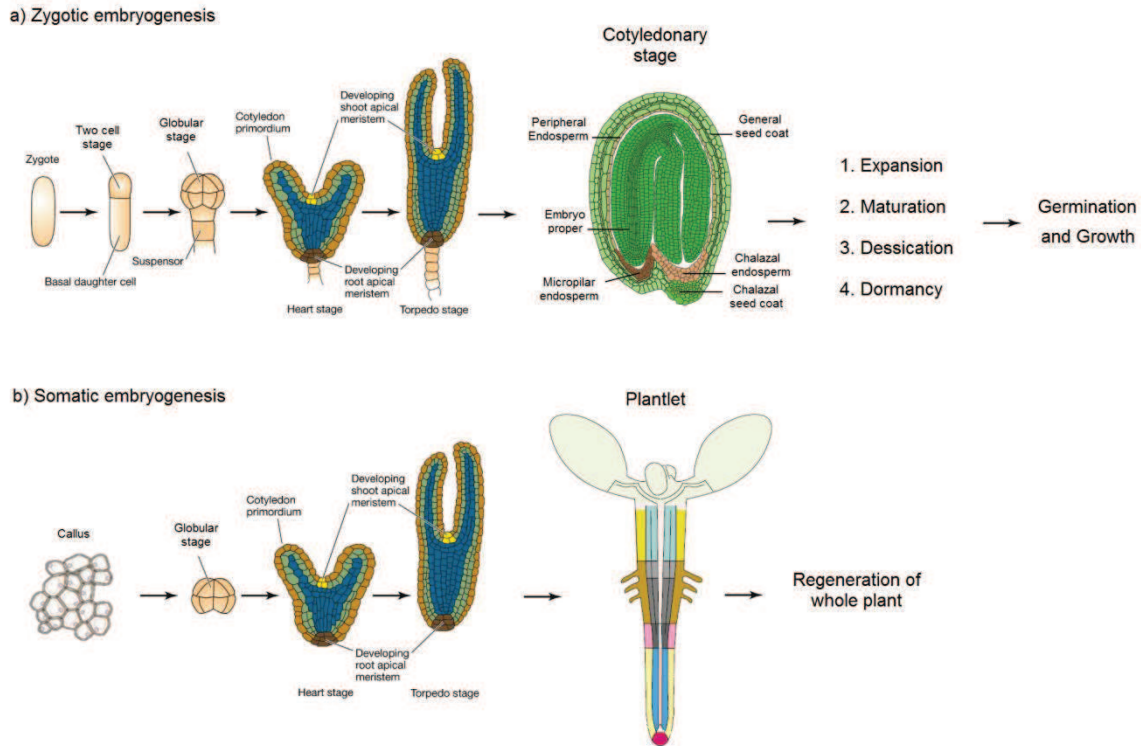 a) Zygotic embryogenesis
Zygote
Two cell
stage
Basal daughter cell
Globular
stage
Suspensor
Cotyledon
primordium
Developing
shoot apical
meristem
Developing
root apical
meristem
Heart stage
Torpedo stage
Cotyledonary
stage
Peripheral
Endosperm
General
seed coat
Embryo
proper
Micropilar
endosperm
Chalazal
endosperm
Chalazal
seed coat
1. Expansion
2. Maturation
3. Dessication
4. Dormancy
Germination
and Growth
b) Somatic embryogenesis
Callus
Globular
stage
Cotyledon
primordium
Developing
shoot apical
meristem
Developing
root apical
meristem
Heart stage
Torpedo stage
Plantlet
Regeneration of
whole plant